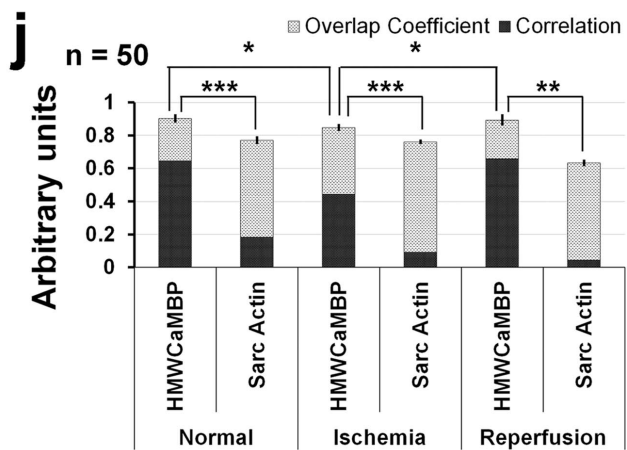 j
n = 50
Overlap Coefficient Correlation
* *
*** *** **
Arbitrary units
1
0.8
0.6
0.4
0.2
0
HMWCaMBP
Sarc Actin
HMWCaMBP
Sarc Actin
HMWCaMBP
Sarc Actin
Normal Ischemia Reperfusion